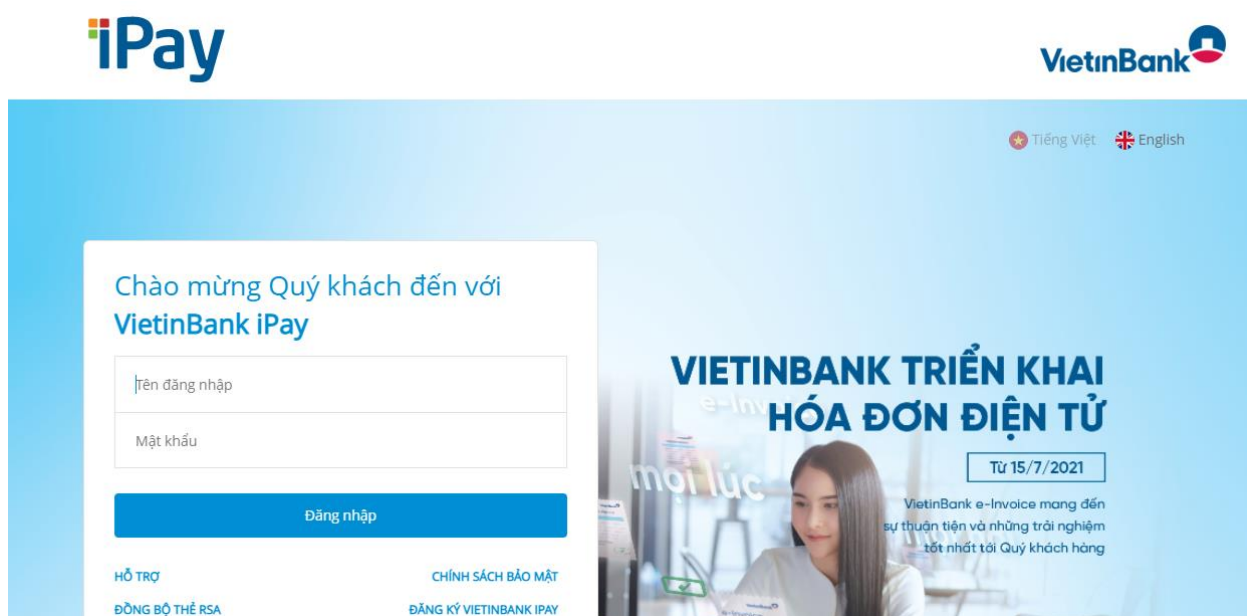 iPay
VietinBank
Tiếng Việt English
Chào mừng Quý khách đến với
VietinBank iPay
Tên đăng nhập
Mật khẩu
Đăng nhập
HỖ TRỢ CHÍNH SÁCH BẢO MẬT
ĐỒNG BỘ THẺ RSA ĐĂNG KÝ VIETINBANK IPAY
VIETINBANK TRIỂN KHAI
HÓA ĐƠN ĐIỆN TỬ
Từ 15/7/2021
VietinBank e-Invoice mang đến
sự thuận tiện và những trải nghiệm
tốt nhất tới Quý khách hàng
mọi lúc